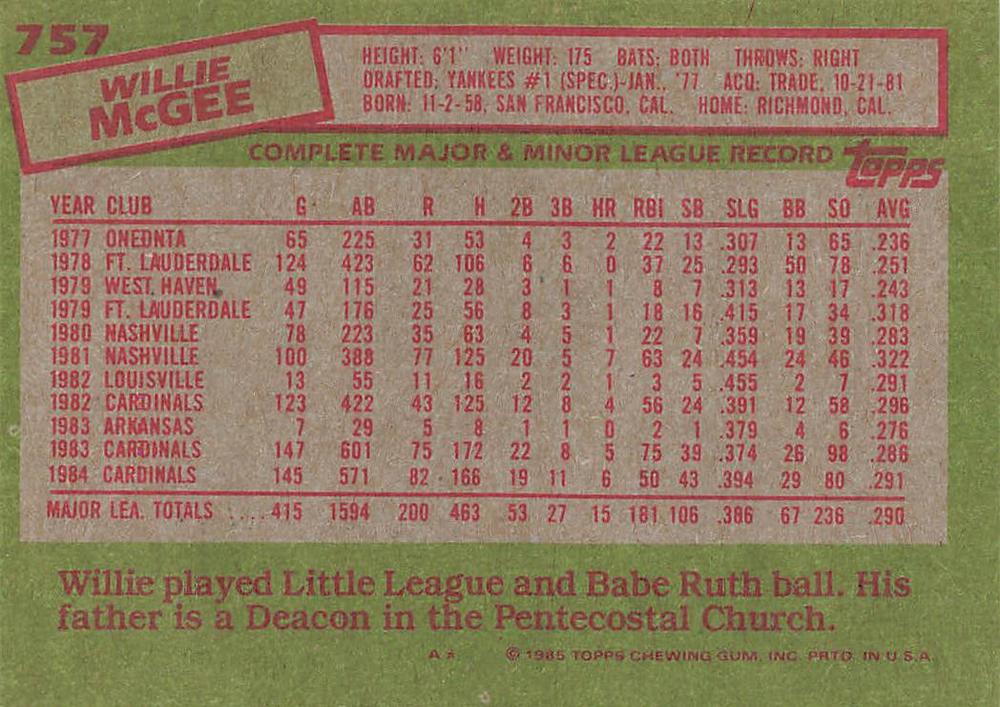 757
WILLIE
McGEE
HEIGHT: 6'1" WEIGHT: 175 BATS: BOTH THROWS: RIGHT
DRAFTED: YANKEES #1 (SPEC.)-JAN., '77 ACQ: TRADE, 10-21-81
BORN: 11-2-58, SAN FRANCISCO, CAL. HOME: RICHMOND, CAL.
COMPLETE MAJOR & MINOR LEAGUE RECORD TOPPS
YEAR CLUB G AB R H 2B 3B HR RBI SB SLG BB SO AVG
1977 ONEONTA 65 225 31 53 4 3 2 22 13 .307 13 65 .236
1978 FT. LAUDERDALE 124 423 62 106 6 6 0 37 25 .293 50 78 .251
1979 WEST HAVEN 49 115 21 28 3 1 1 8 7 .313 13 17 .243
1979 FT. LAUDERDALE 47 176 25 56 8 3 1 18 16 .415 17 34 .318
1980 NASHVILLE 78 223 35 63 4 5 1 22 7 .359 19 39 .283
1981 NASHVILLE 100 388 77 125 20 5 7 63 24 .454 24 46 .322
1982 LOUISVILLE 13 55 11 16 2 2 1 3 5 .455 2 7 .291
1982 CARDINALS 123 422 43 125 12 8 4 56 24 .391 12 58 .296
1983 ARKANSAS 7 29 5 8 1 1 0 2 1 .379 4 6 .276
1983 CARDINALS 147 601 75 172 22 8 5 75 39 .374 26 98 .286
1984 CARDINALS 145 571 82 166 19 11 6 50 43 .394 29 80 .291
MAJOR LEA. TOTALS .... 415 1594 200 463 53 27 15 181 106 .386 67 236 .290
Willie played Little League and Babe Ruth ball. His
father is a Deacon in the Pentecostal Church.
A* © 1985 TOPPS CHEWING GUM, INC. PRTD. IN U.S.A.